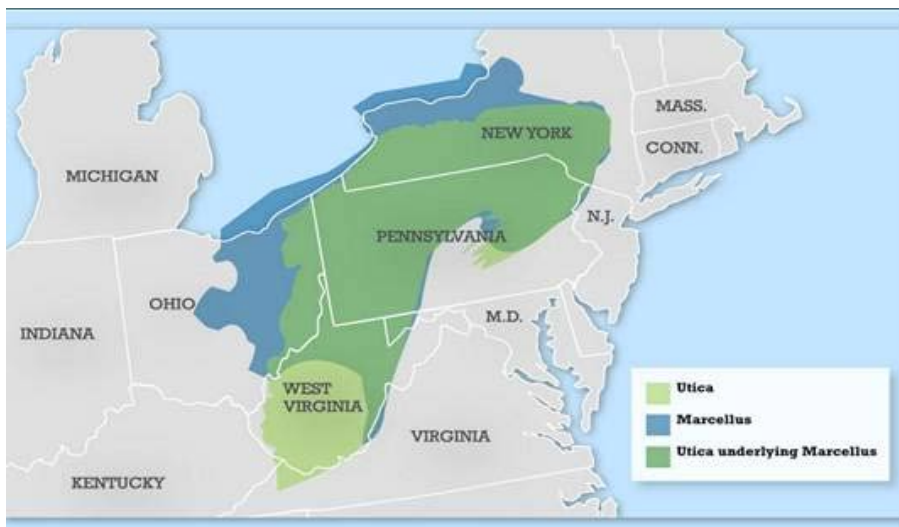 MICHIGAN
NEW YORK
MASS.
CONN.
PENNSYLVANIA
N.J.
OHIO
M.D.
INDIANA
WEST
VIRGINIA
VIRGINIA
KENTUCKY
Utica
Marcellus
Utica underlying Marcellus